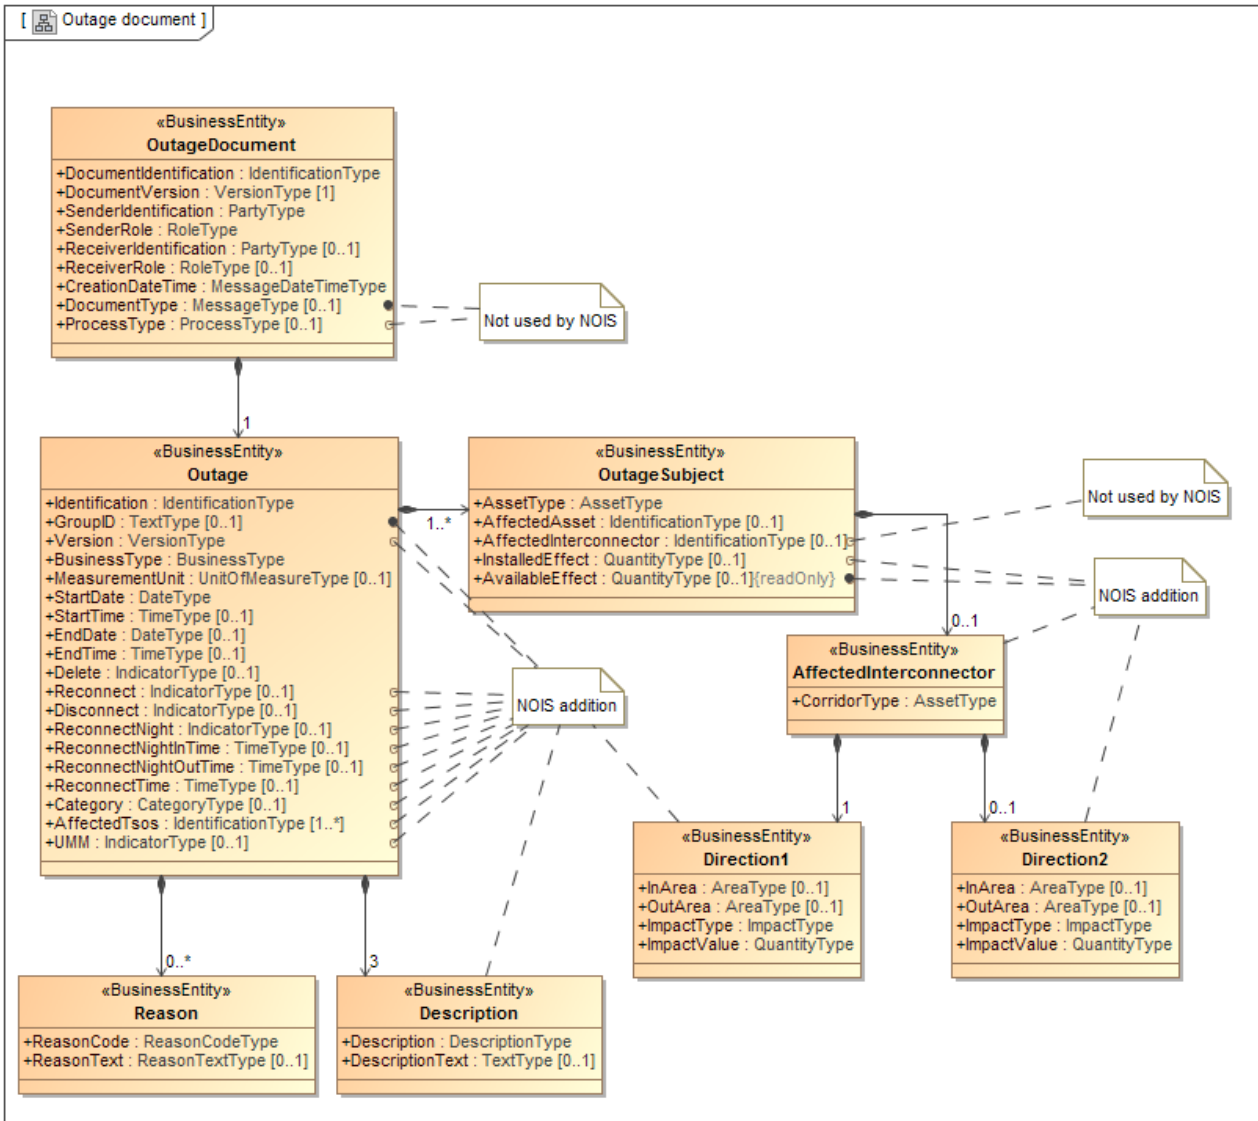 [ Outage document ]
«BusinessEntity»
OutageDocument
+DocumentIdentification : IdentificationType
+DocumentVersion : VersionType [1]
+SenderIdentification : PartyType
+SenderRole : RoleType
+ReceiverIdentification : PartyType [0..1]
+ReceiverRole : RoleType [0..1]
+CreationDateTime : MessageDateTimeType
+DocumentType : MessageType [0..1]
+ProcessType : ProcessType [0..1]
Not used by NOIS
1
«BusinessEntity»
Outage
+Identification : IdentificationType
+GroupID : TextType [0..1]
+Version : VersionType
+BusinessType : BusinessType
+MeasurementUnit : UnitOfMeasureType [0..1]
+StartDate : DateType
+StartTime : TimeType [0..1]
+EndDate : DateType [0..1]
+EndTime : TimeType [0..1]
+Delete : IndicatorType [0..1]
+Reconnect : IndicatorType [0..1]
+Disconnect : IndicatorType [0..1]
+ReconnectNight : IndicatorType [0..1]
+ReconnectNightInTime : TimeType [0..1]
+ReconnectNightOutTime : TimeType [0..1]
+ReconnectTime : TimeType [0..1]
+Category : CategoryType [0..1]
+AffectedTsos : IdentificationType [1..*]
+UMM : IndicatorType [0..1]
1..*
«BusinessEntity»
OutageSubject
+AssetType : AssetType
+AffectedAsset : IdentificationType [0..1]
+AffectedInterconnector : IdentificationType [0..1]
+InstalledEffect : QuantityType [0..1]
+AvailableEffect : QuantityType [0..1]{readOnly}
Not used by NOIS
NOIS addition
0..1
«BusinessEntity»
AffectedInterconnector
+CorridorType : AssetType
NOIS addition
1
0..1
«BusinessEntity»
Direction1
+InArea : AreaType [0..1]
+OutArea : AreaType [0..1]
+ImpactType : ImpactType
+ImpactValue : QuantityType
«BusinessEntity»
Direction2
+InArea : AreaType [0..1]
+OutArea : AreaType [0..1]
+ImpactType : ImpactType
+ImpactValue : QuantityType
0..*
3
«BusinessEntity»
Reason
+ReasonCode : ReasonCodeType
+ReasonText : ReasonTextType [0..1]
«BusinessEntity»
Description
+Description : DescriptionType
+DescriptionText : TextType [0..1]